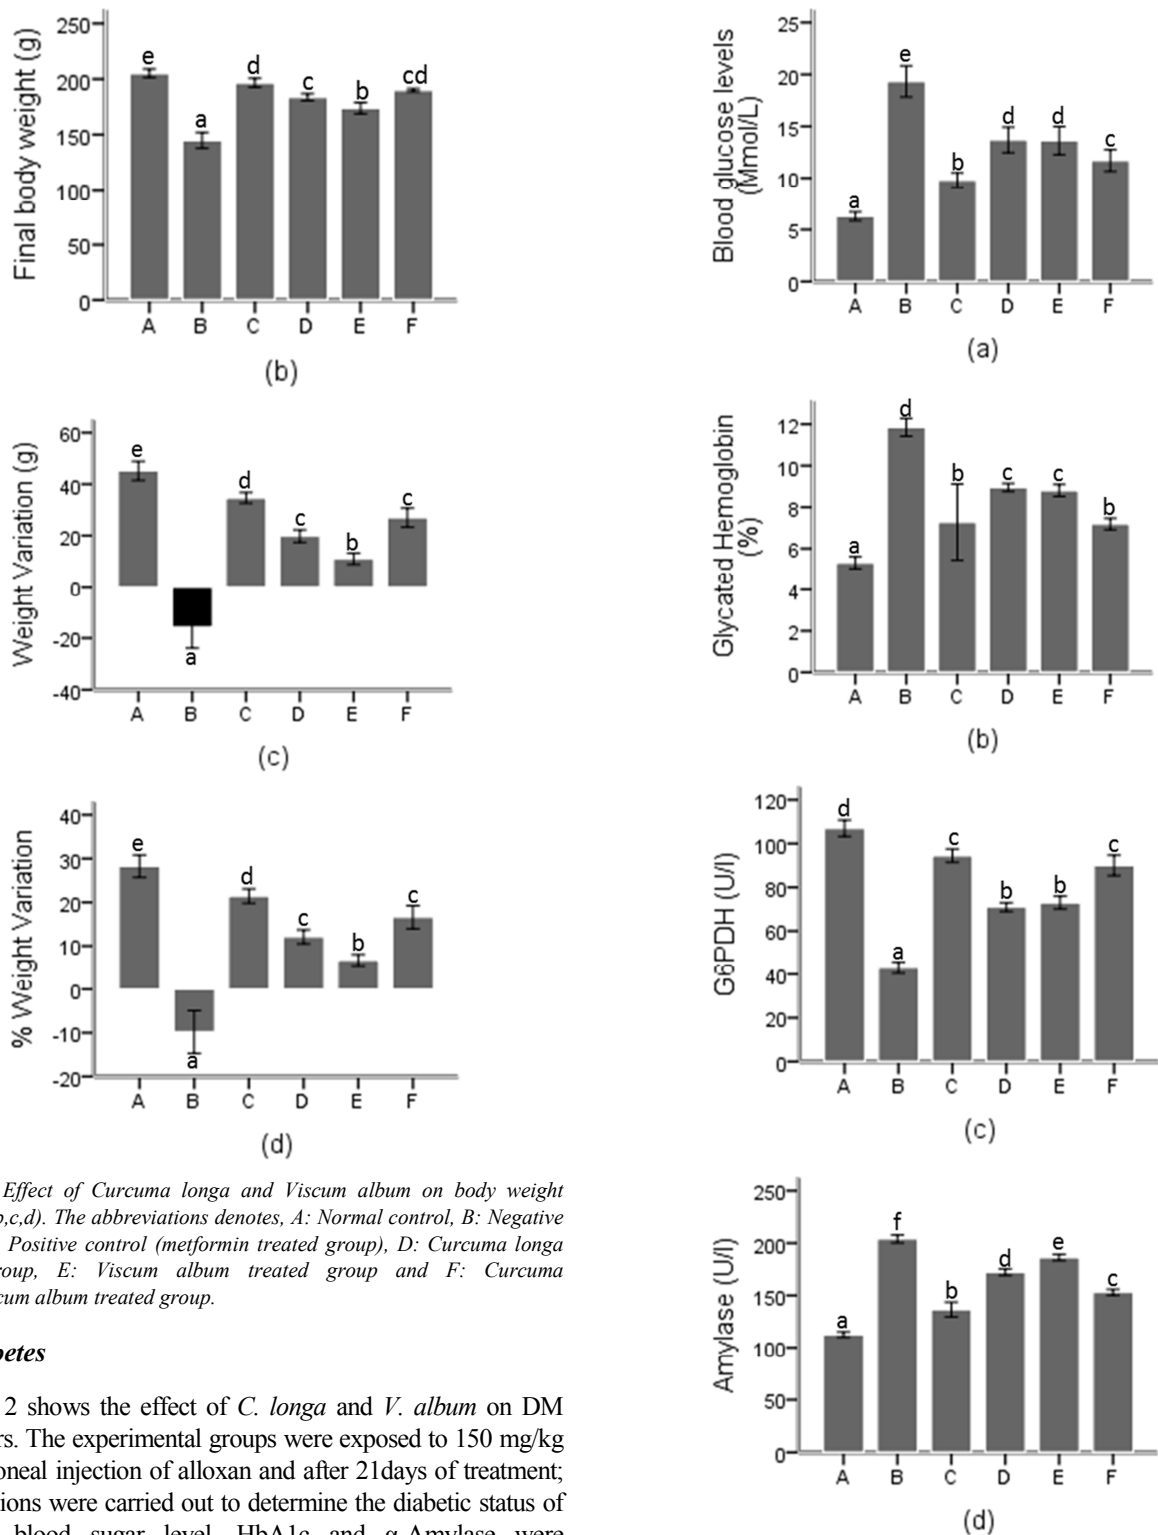 Final body weight (g)
250
200
150
100
50
0
e
a
d
c
b
cd
A B C D E F
(b)
Weight Variation (g)
60
40
20
0
-20
-40
e
a
d
c
b
c
A B C D E F
(c)
% Weight Variation
40
30
20
10
0
-10
-20
e
a
d
c
b
c
A B C D E F
(d)
Effect of Curcuma longa and Viscum album on body weight
,c,d). The abbreviations denotes, A: Normal control, B: Negative
Positive control (metformin treated group), D: Curcuma longa
roup, E: Viscum album treated group and F: Curcuma
cum album treated group.
betes
2 shows the effect of C. longa and V. album on DM
rs. The experimental groups were exposed to 150 mg/kg
oneal injection of alloxan and after 21days of treatment;
tions were carried out to determine the diabetic status of
blood sugar level, HbA1c and α-Amylase were
Blood glucose levels
(Mmol/L)
25
20
15
10
5
0
a
e
b
d
d
c
A B C D E F
(a)
Glycated Hemoglobin
(%)
12
10
8
6
4
2
0
a
d
b
c
c
b
A B C D E F
(b)
G6PDH (U/l)
120
100
80
60
40
20
0
d
a
c
b
b
c
A B C D E F
(c)
Amylase (U/l)
250
200
150
100
50
0
a
f
b
d
e
c
A B C D E F
(d)